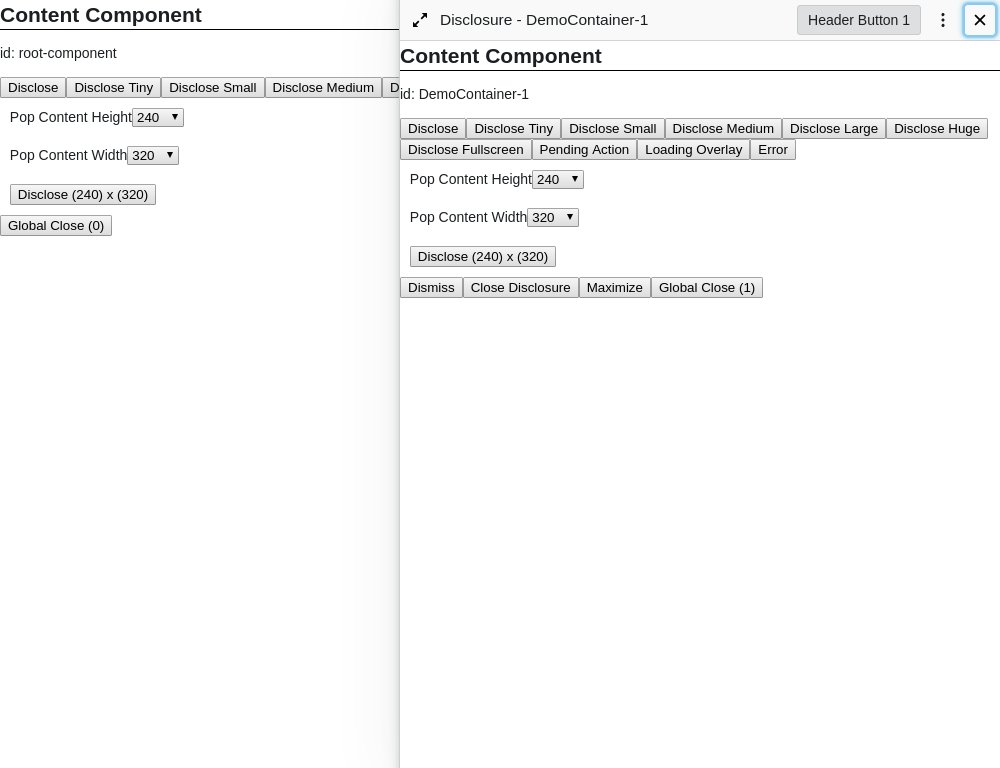 Content Component
id: root-component
Disclose Disclose Tiny Disclose Small Disclose Medium D
Pop Content Height 240
Pop Content Width 320
Disclose (240) x (320)
Global Close (0)
Disclosure - DemoContainer-1 Header Button 1
Content Component
id: DemoContainer-1
Disclose Disclose Tiny Disclose Small Disclose Medium Disclose Large Disclose Huge
Disclose Fullscreen Pending Action Loading Overlay Error
Pop Content Height 240
Pop Content Width 320
Disclose (240) x (320)
Dismiss Close Disclosure Maximize Global Close (1)